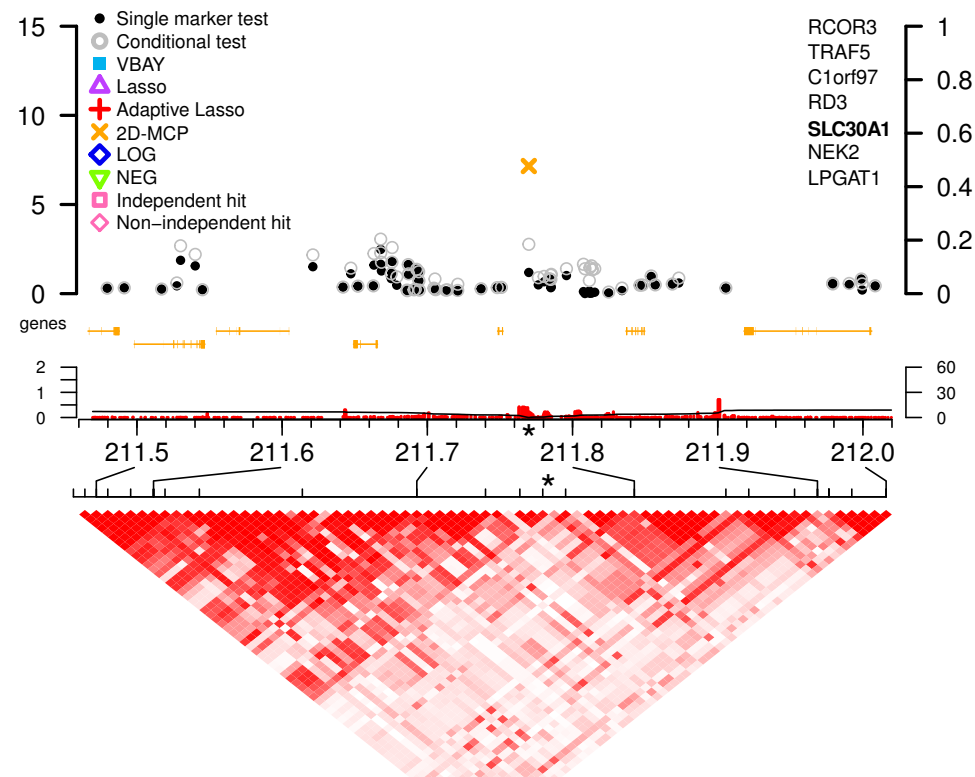 15
10
5
0
Single marker test
Conditional test
VBAY
Lasso
Adaptive Lasso
2D-MCP
LOG
NEG
Independent hit
Non−independent hit
RCOR3
TRAF5
C1orf97
RD3
SLC30A1
NEK2
LPGAT1
1
0.8
0.6
0.4
0.2
0
genes
2
1
0
60
30
0
*
211.5 211.6 211.7 211.8 211.9 212.0
*